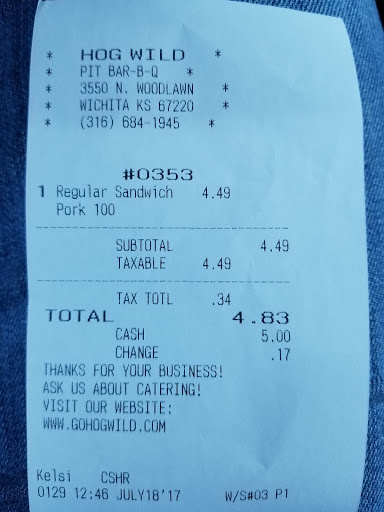 * HOG WILD *
* PIT BAR-B-Q *
* 3550 N. WOODLAWN *
* WICHITA KS 67220 *
* (316) 684-1945 *
#0353
1 Regular Sandwich 4.49
Pork 100
SUBTOTAL 4.49
TAXABLE 4.49
TAX TOTL .34
TOTAL 4.83
CASH 5.00
CHANGE .17
THANKS FOR YOUR BUSINESS!
ASK US ABOUT CATERING!
VISIT OUR WEBSITE:
WWW.GOHOGWILD.COM
Kelsi CSHR
0129 12:46 JULY18'17 W/S#03 P1